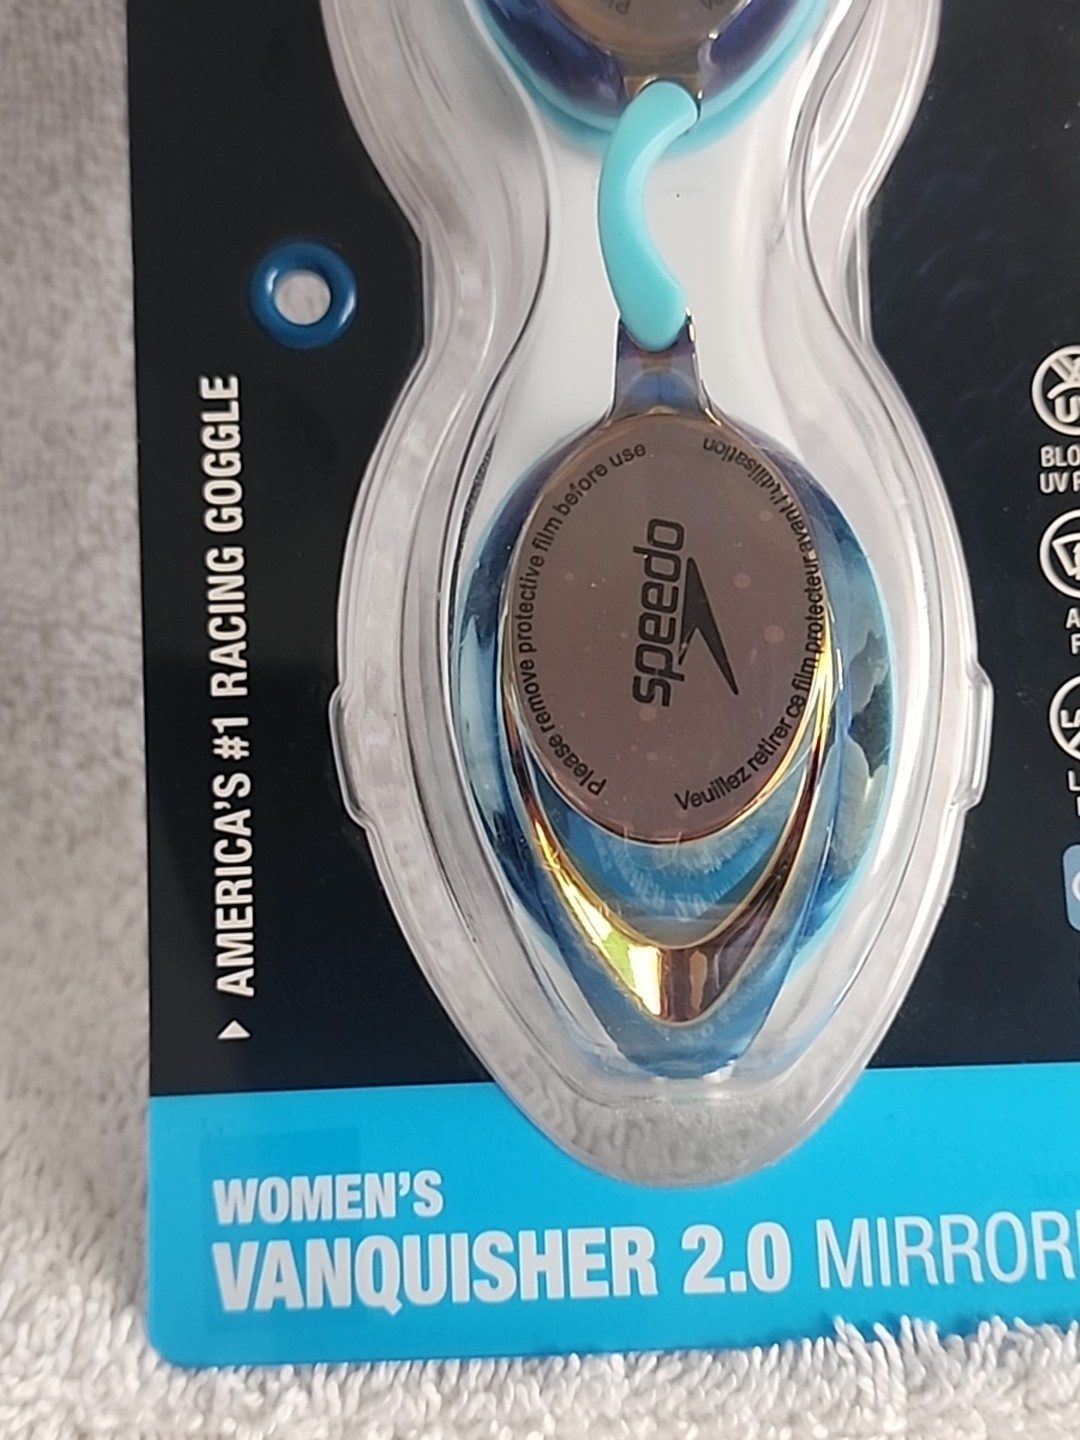 AMERICA'S #1 RACING GOGGLE
Please remove protective film before use
speedo
Veuillez retirer ce film protecteur avant l'utilisation
UV
WOMEN'S
VANQUISHER 2.0